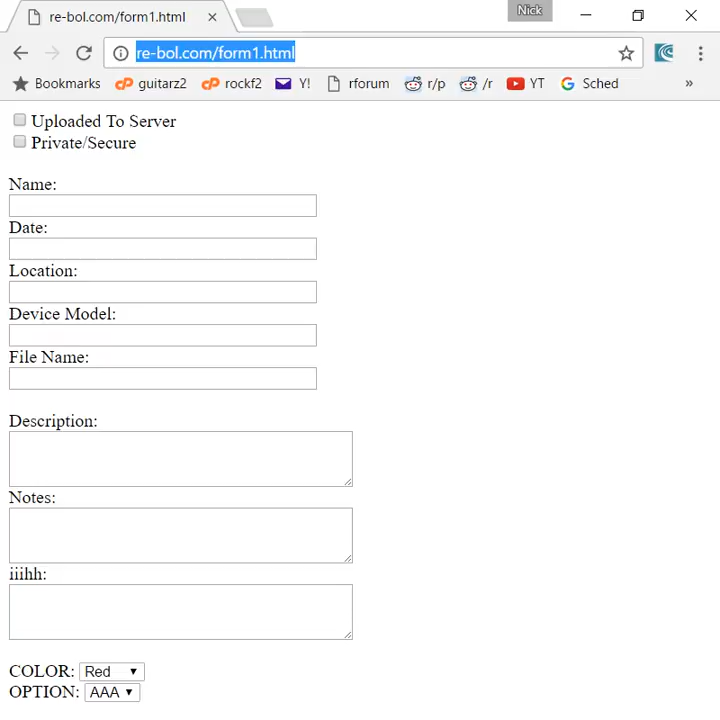 re-bol.com/form1.html
Nick
re-bol.com/form1.html
Bookmarks guitarz2 rockf2 Y! rforum r/p /r YT Sched »
Uploaded To Server
Private/Secure
Name:
Date:
Location:
Device Model:
File Name:
Description:
Notes:
iiihh:
COLOR: Red
OPTION: AAA